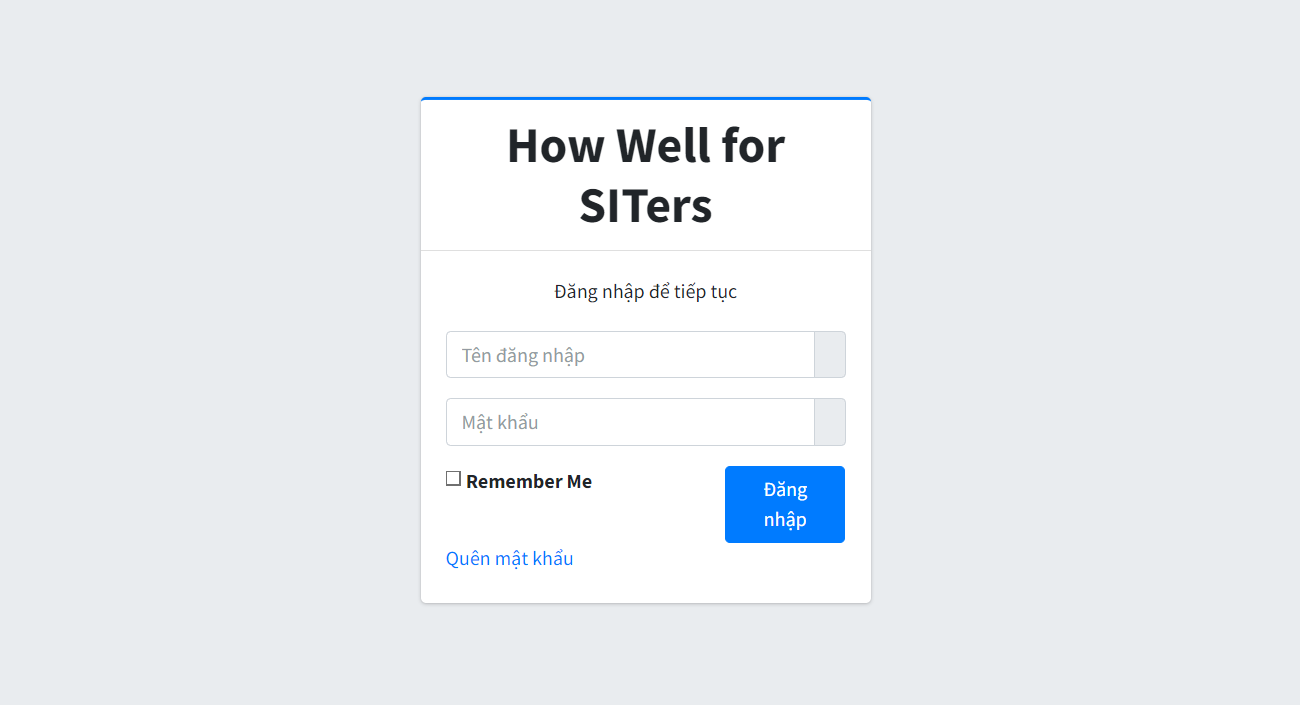 How Well for
SITers
Đăng nhập để tiếp tục
Tên đăng nhập
Mật khẩu
Remember Me
Đăng
nhập
Quên mật khẩu